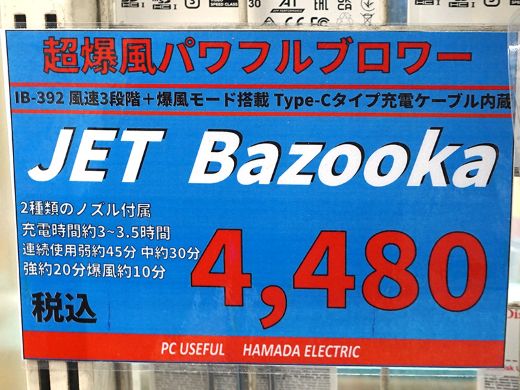 超爆風パワフルブロワー
IB-392 風速3段階＋爆風モード搭載 Type-Cタイプ充電ケーブル内蔵
JET Bazooka
2種類のノズル付属
充電時間約3~3.5時間
連続使用弱約45分 中約30分
強約20分爆風約10分
4,480
税込
PC USEFUL HAMADA ELECTRIC